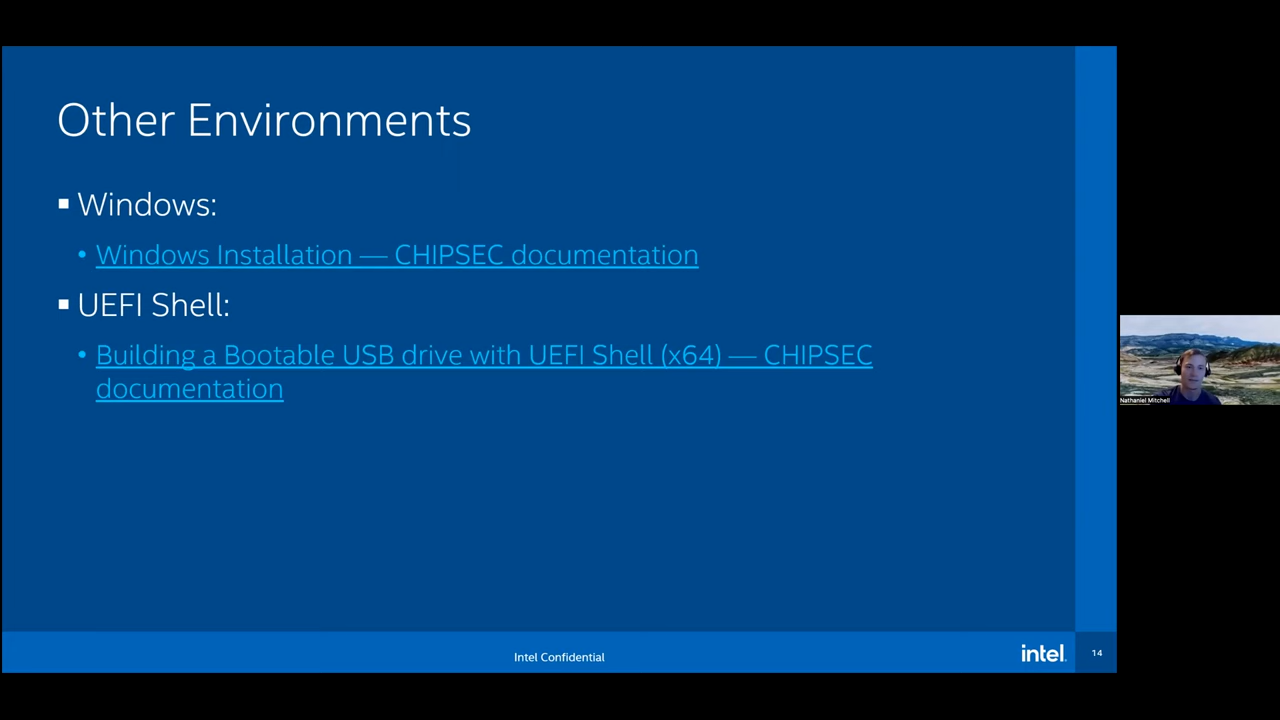 Other Environments
▪ Windows:
• Windows Installation — CHIPSEC documentation
▪ UEFI Shell:
• Building a Bootable USB drive with UEFI Shell (x64) — CHIPSEC
documentation
Nathaniel Mitchell
Intel Confidential
intel.
14